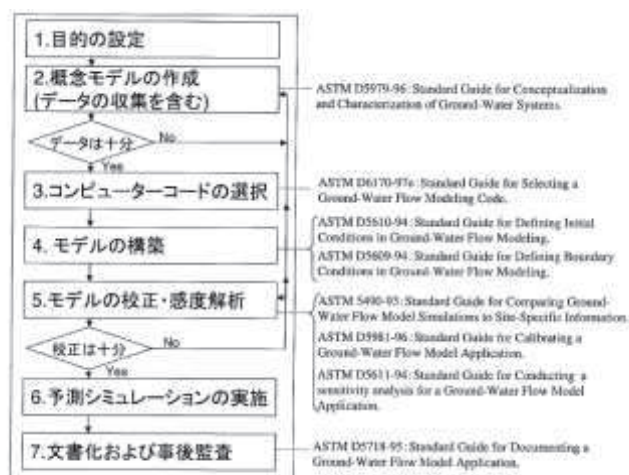 1.目的の設定
2.概念モデルの作成
(データの収集を含む)
ASTM D5979-96: Standard Guide for Conceptualization
and Characterization of Ground-Water Systems.
データは十分
No
Yes
3.コンピューターコードの選択
ASTM D6170-97e: Standard Guide for Selecting a
Ground-Water Flow Modeling Code.
4. モデルの構築
ASTM D5610-94: Standard Guide for Defining Initial
Conditions in Ground-Water Flow Modeling.
ASTM D5609-94: Standard Guide for Defining Boundary
Conditions in Ground-Water Flow Modeling.
5.モデルの校正・感度解析
ASTM 5490-93: Standard Guide for Comparing Ground-
Water Flow Model Simulations to Site-Specific Information.
ASTM D5981-96: Standard Guide for Calibrating a
Ground-Water Flow Model Application.
ASTM D5611-94: Standard Guide for Conducting a
sensitivity analysis for a Ground-Water Flow Model
Application.
校正は十分
No
Yes
6.予測シミュレーションの実施
7.文書化および事後監査
ASTM D5718-95: Standard Guide for Documenting a
Ground-Water Flow Model Application.